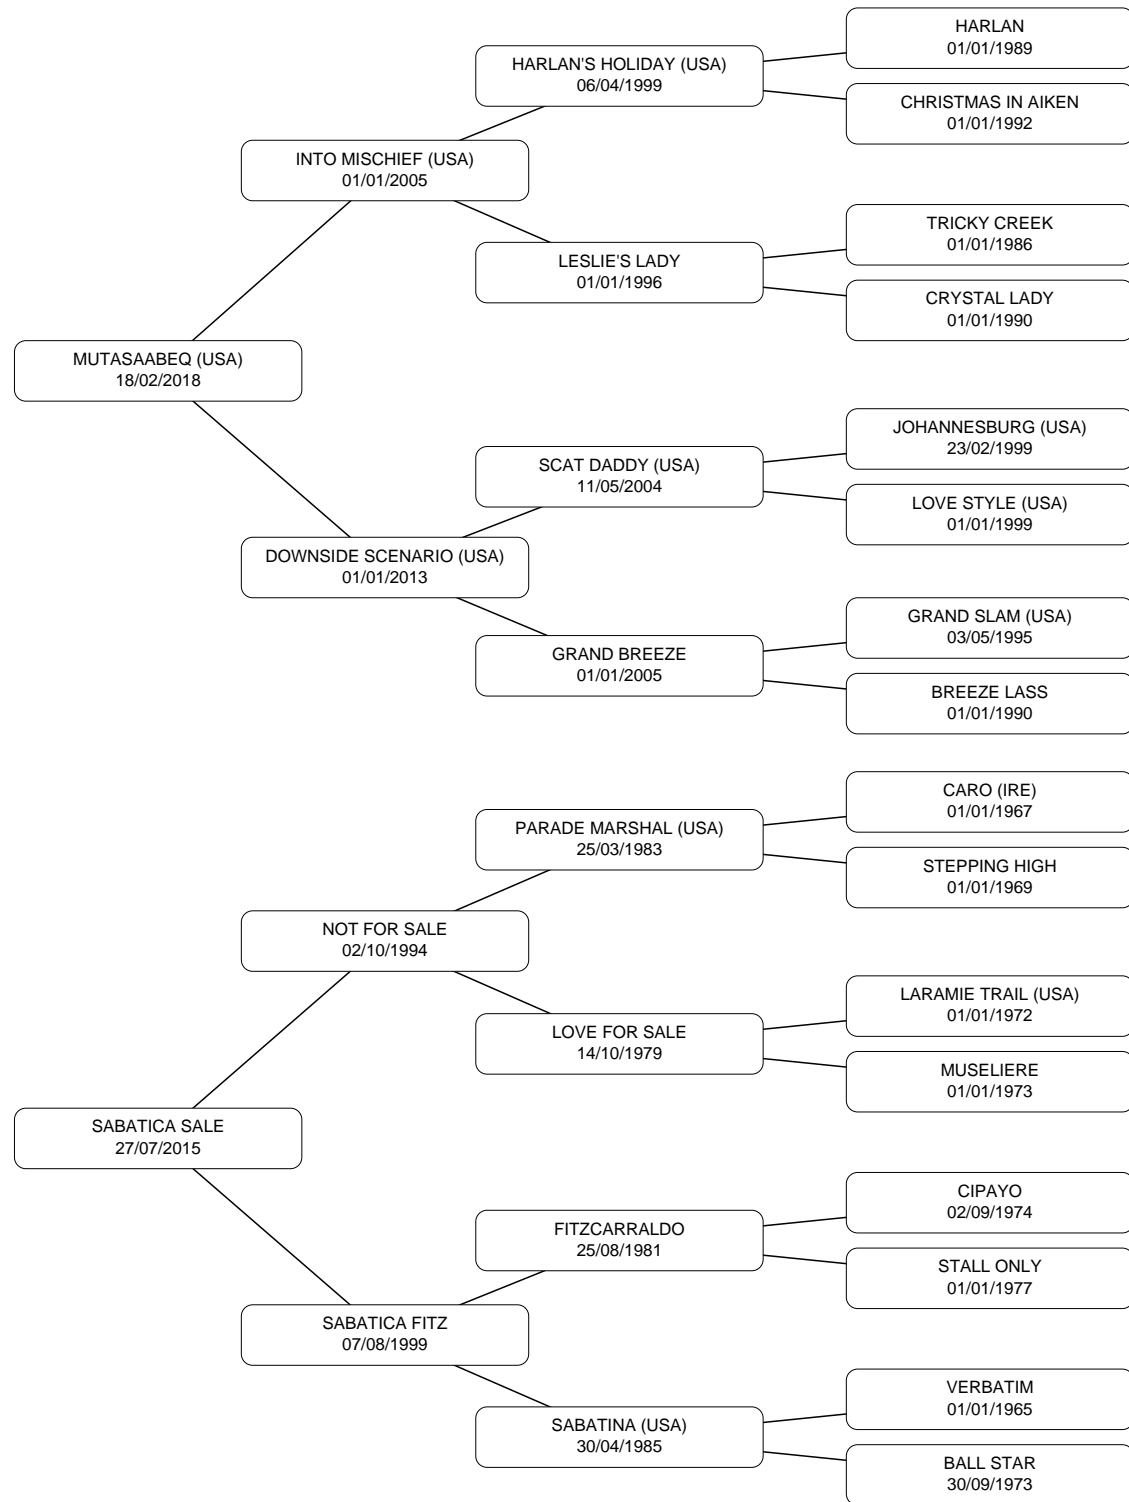 HARLAN
01/01/1989
HARLAN'S HOLIDAY (USA)
06/04/1999
CHRISTMAS IN AIKEN
01/01/1992
INTO MISCHIEF (USA)
01/01/2005
TRICKY CREEK
01/01/1986
LESLIE'S LADY
01/01/1996
CRYSTAL LADY
01/01/1990
MUTASAABEQ (USA)
18/02/2018
JOHANNESBURG (USA)
23/02/1999
SCAT DADDY (USA)
11/05/2004
LOVE STYLE (USA)
01/01/1999
DOWNSIDE SCENARIO (USA)
01/01/2013
GRAND SLAM (USA)
03/05/1995
GRAND BREEZE
01/01/2005
BREEZE LASS
01/01/1990
CARO (IRE)
01/01/1967
PARADE MARSHAL (USA)
25/03/1983
STEPPING HIGH
01/01/1969
NOT FOR SALE
02/10/1994
LARAMIE TRAIL (USA)
01/01/1972
LOVE FOR SALE
14/10/1979
MUSELIERE
01/01/1973
SABATICA SALE
27/07/2015
CIPAYO
02/09/1974
FITZCARRALDO
25/08/1981
STALL ONLY
01/01/1977
SABATICA FITZ
07/08/1999
VERBATIM
01/01/1965
SABATINA (USA)
30/04/1985
BALL STAR
30/09/1973